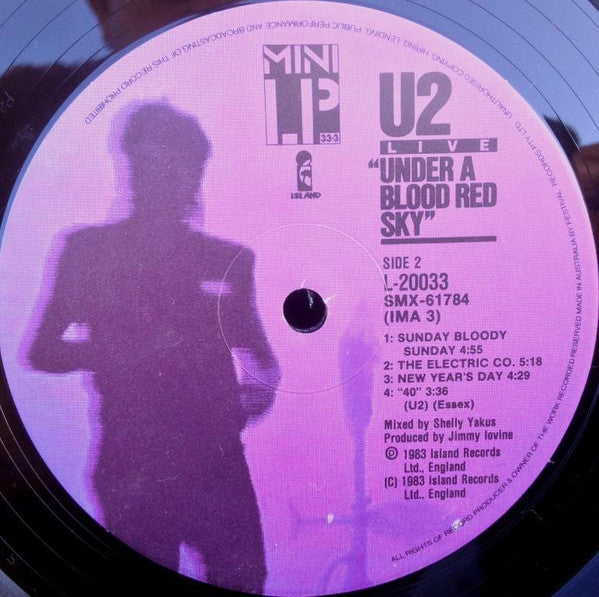 MINI
LP
33·3
ISLAND
U2
LIVE
"UNDER A
BLOOD RED
SKY"
SIDE 2
L-20033
SMX-61784
(IMA 3)
1: SUNDAY BLOODY
SUNDAY 4:55
2: THE ELECTRIC CO. 5:18
3: NEW YEAR'S DAY 4:29
4: "40" 3:36
(U2) (Essex)
Mixed by Shelly Yakus
Produced by Jimmy Iovine
Ⓟ 1983 Island Records
Ltd., England
(C) 1983 Island Records
Ltd.. England
ALL RIGHTS OF RECORD PRODUCER & OWNER OF THE WORK RECORDED RESERVED MADE IN AUSTRALIA BY FESTIVAL RECORDS PTY. LTD. UNAUTHORISED COPYING, HIRING, LENDING, PUBLIC PERFORMANCE AND BROADCASTING OF THIS RECORD PROHIBITED